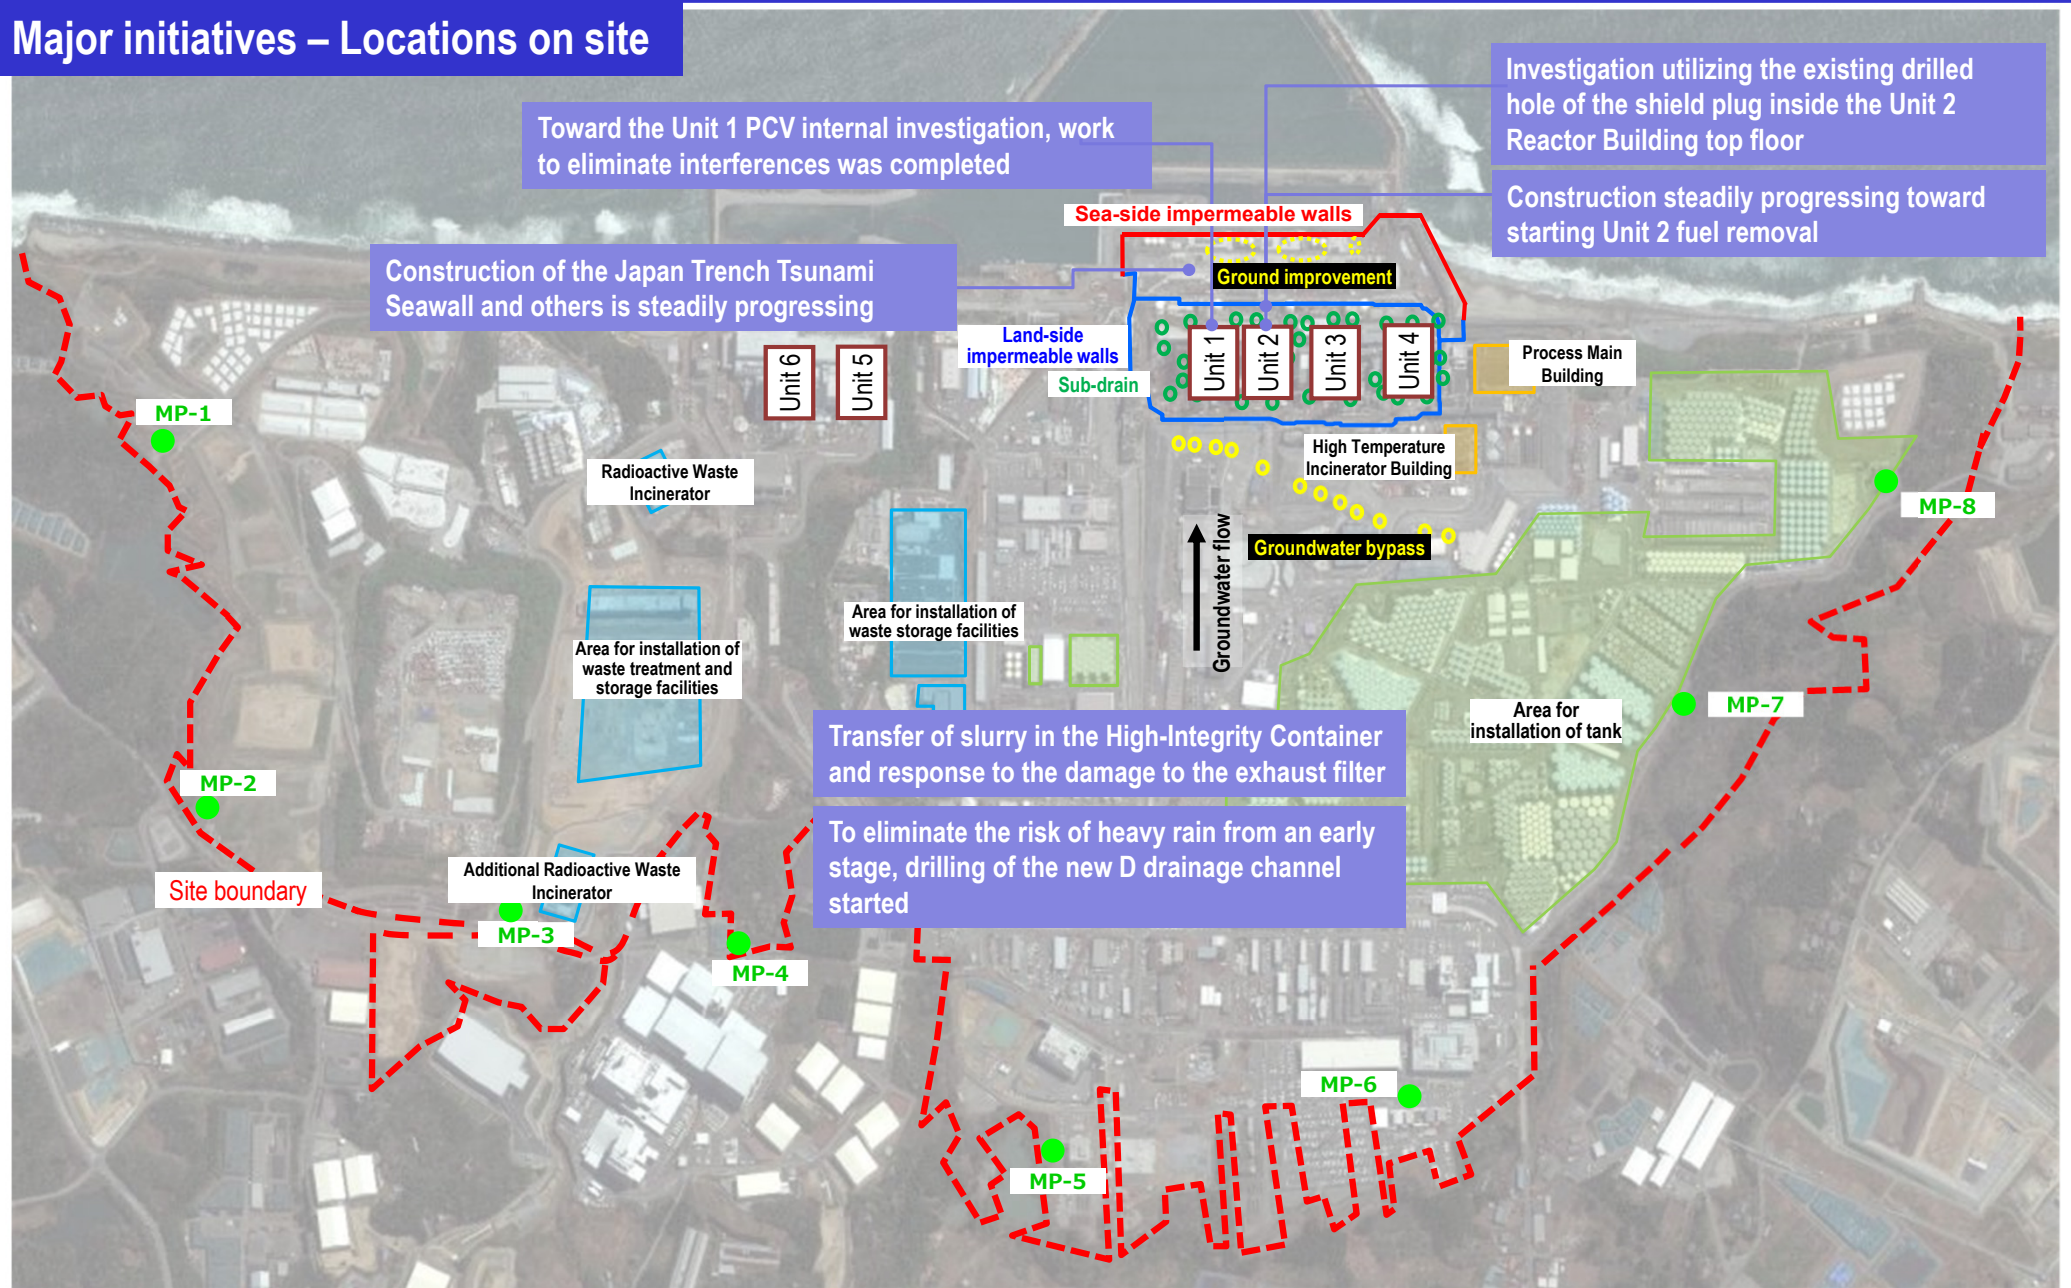 Major initiatives – Locations on site
Investigation utilizing the existing drilled
hole of the shield plug inside the Unit 2
Reactor Building top floor
Toward the Unit 1 PCV internal investigation, work
to eliminate interferences was completed
Construction steadily progressing toward
starting Unit 2 fuel removal
Sea-side impermeable walls
Construction of the Japan Trench Tsunami
Seawall and others is steadily progressing
Ground improvement
Land-side
impermeable walls
Sub-drain
Unit 6
Unit 5
Unit 1
Unit 2
Unit 3
Unit 4
Process Main
Building
MP-1
High Temperature
Incinerator Building
Radioactive Waste
Incinerator
MP-8
Groundwater bypass
Groundwater flow
Area for installation of
waste storage facilities
Area for installation of
waste treatment and
storage facilities
Area for
installation of tank
MP-7
Transfer of slurry in the High-Integrity Container
and response to the damage to the exhaust filter
MP-2
To eliminate the risk of heavy rain from an early
stage, drilling of the new D drainage channel
started
Additional Radioactive Waste
Incinerator
Site boundary
MP-3
MP-4
MP-6
MP-5